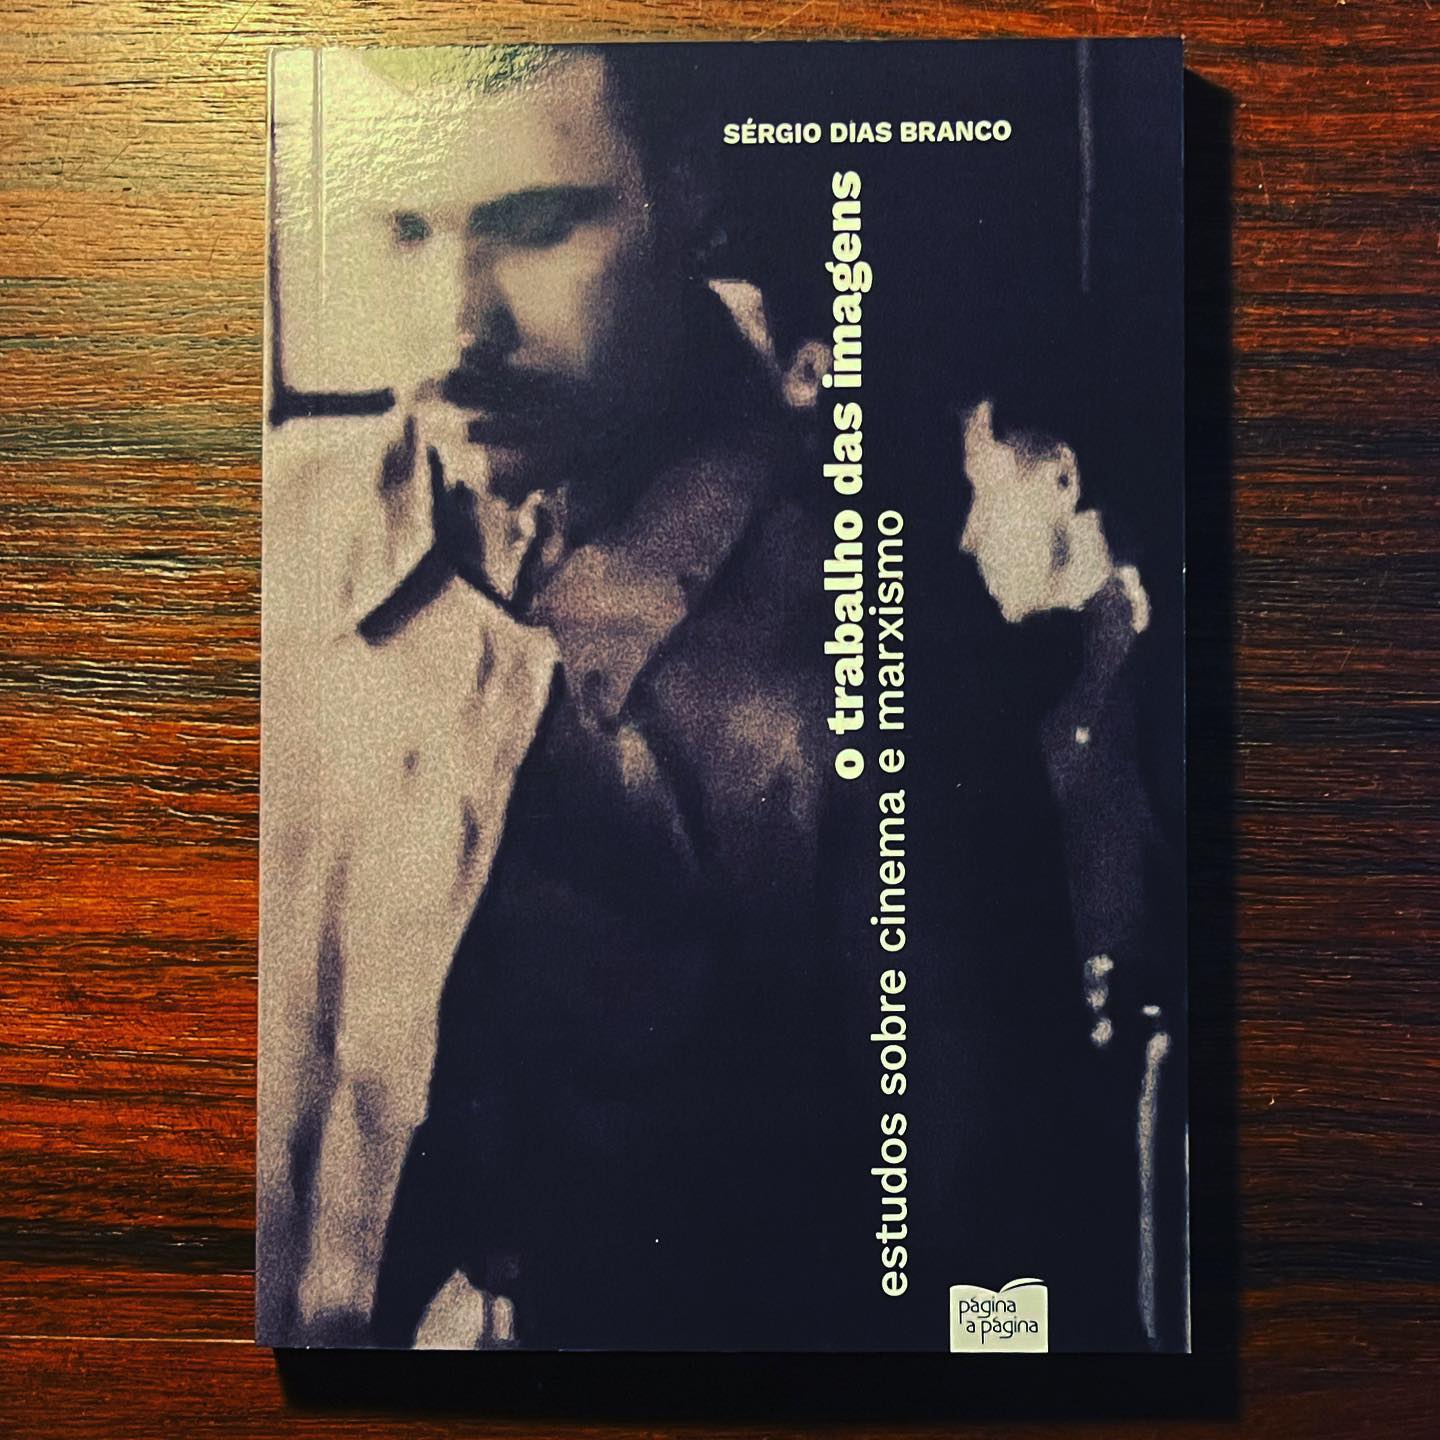 SÉRGIO DIAS BRANCO
o trabalho das imagens
estudos sobre cinema e marxismo
página
a página